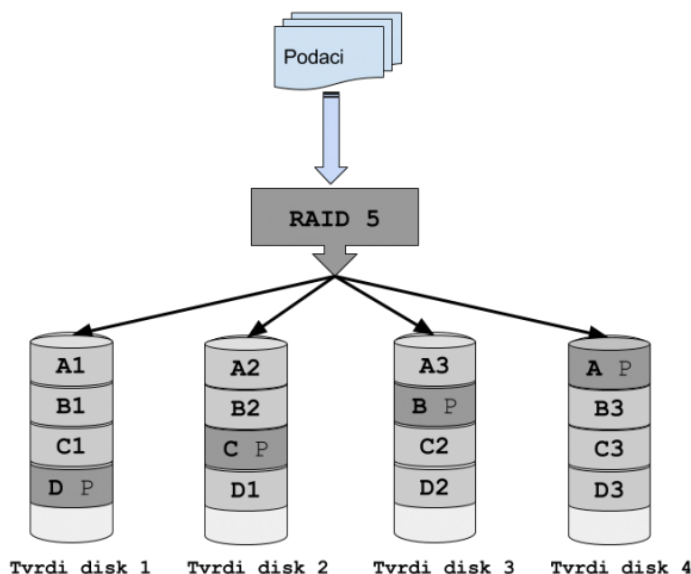 Podaci
RAID 5
A1 A2 A3 A P
B1 B2 B P B3
C1 C P C2 C3
D P D1 D2 D3
Tvrdi disk 1 Tvrdi disk 2 Tvrdi disk 3 Tvrdi disk 4